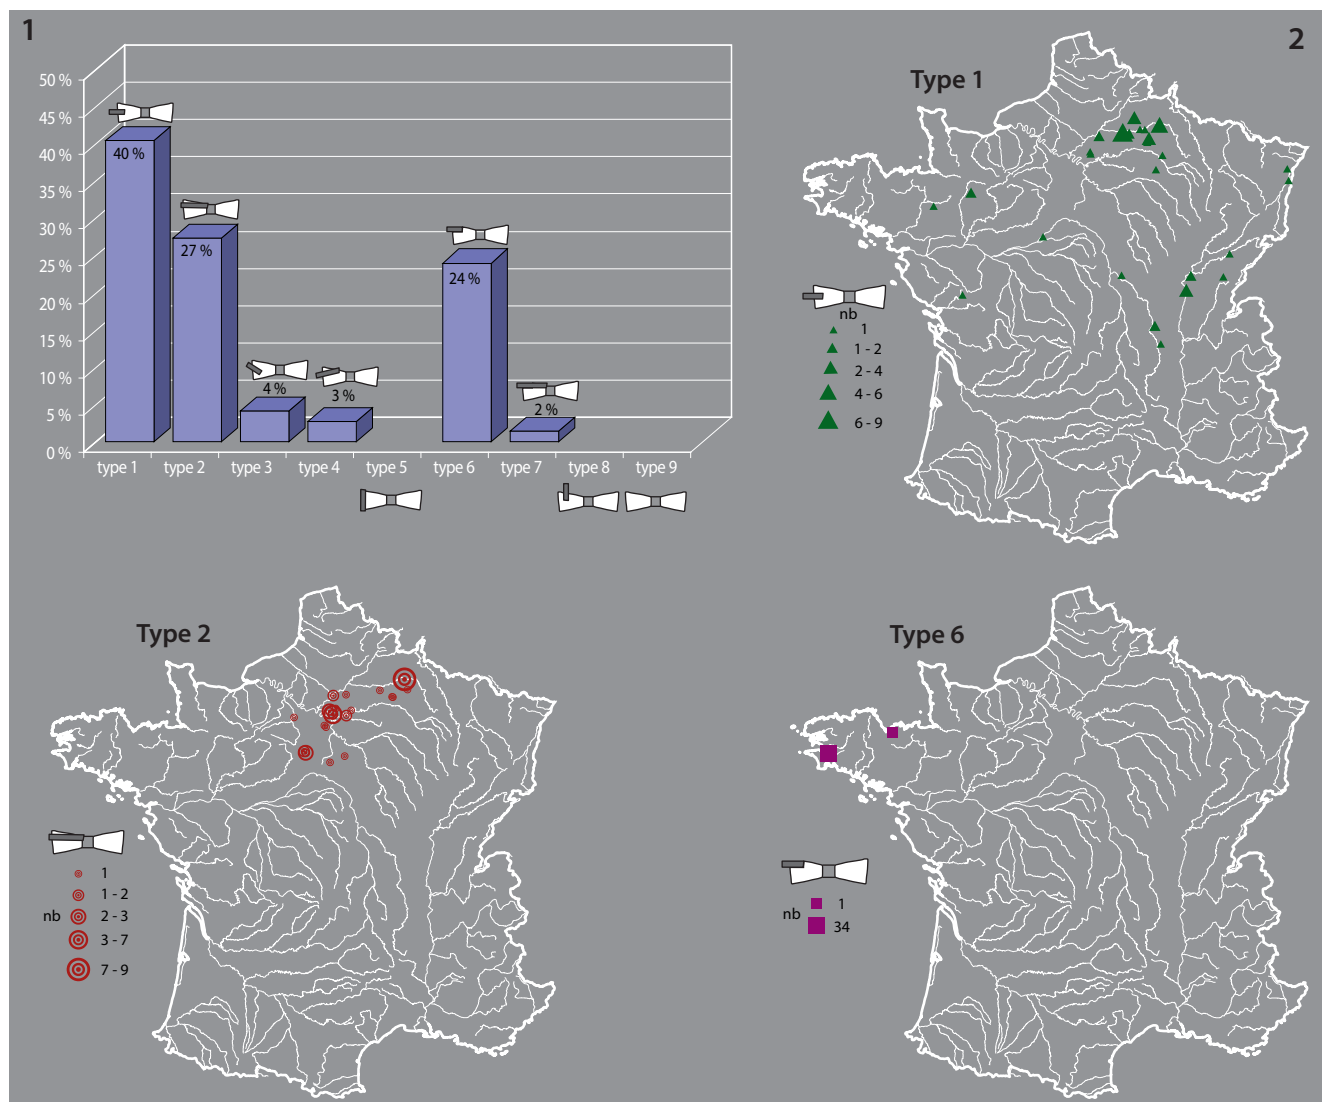 1
50 %
45 %
40 %
35 %
30 %
25 %
20 %
15 %
10 %
5 %
0 %
40 %
27 %
4 %
3 %
24 %
2 %
type 1 type 2 type 3 type 4 type 5 type 6 type 7 type 8 type 9
2
Type 1
nb
1
1 - 2
2 - 4
4 - 6
6 - 9
Type 2
nb
1
1 - 2
2 - 3
3 - 7
7 - 9
Type 6
nb
1
34